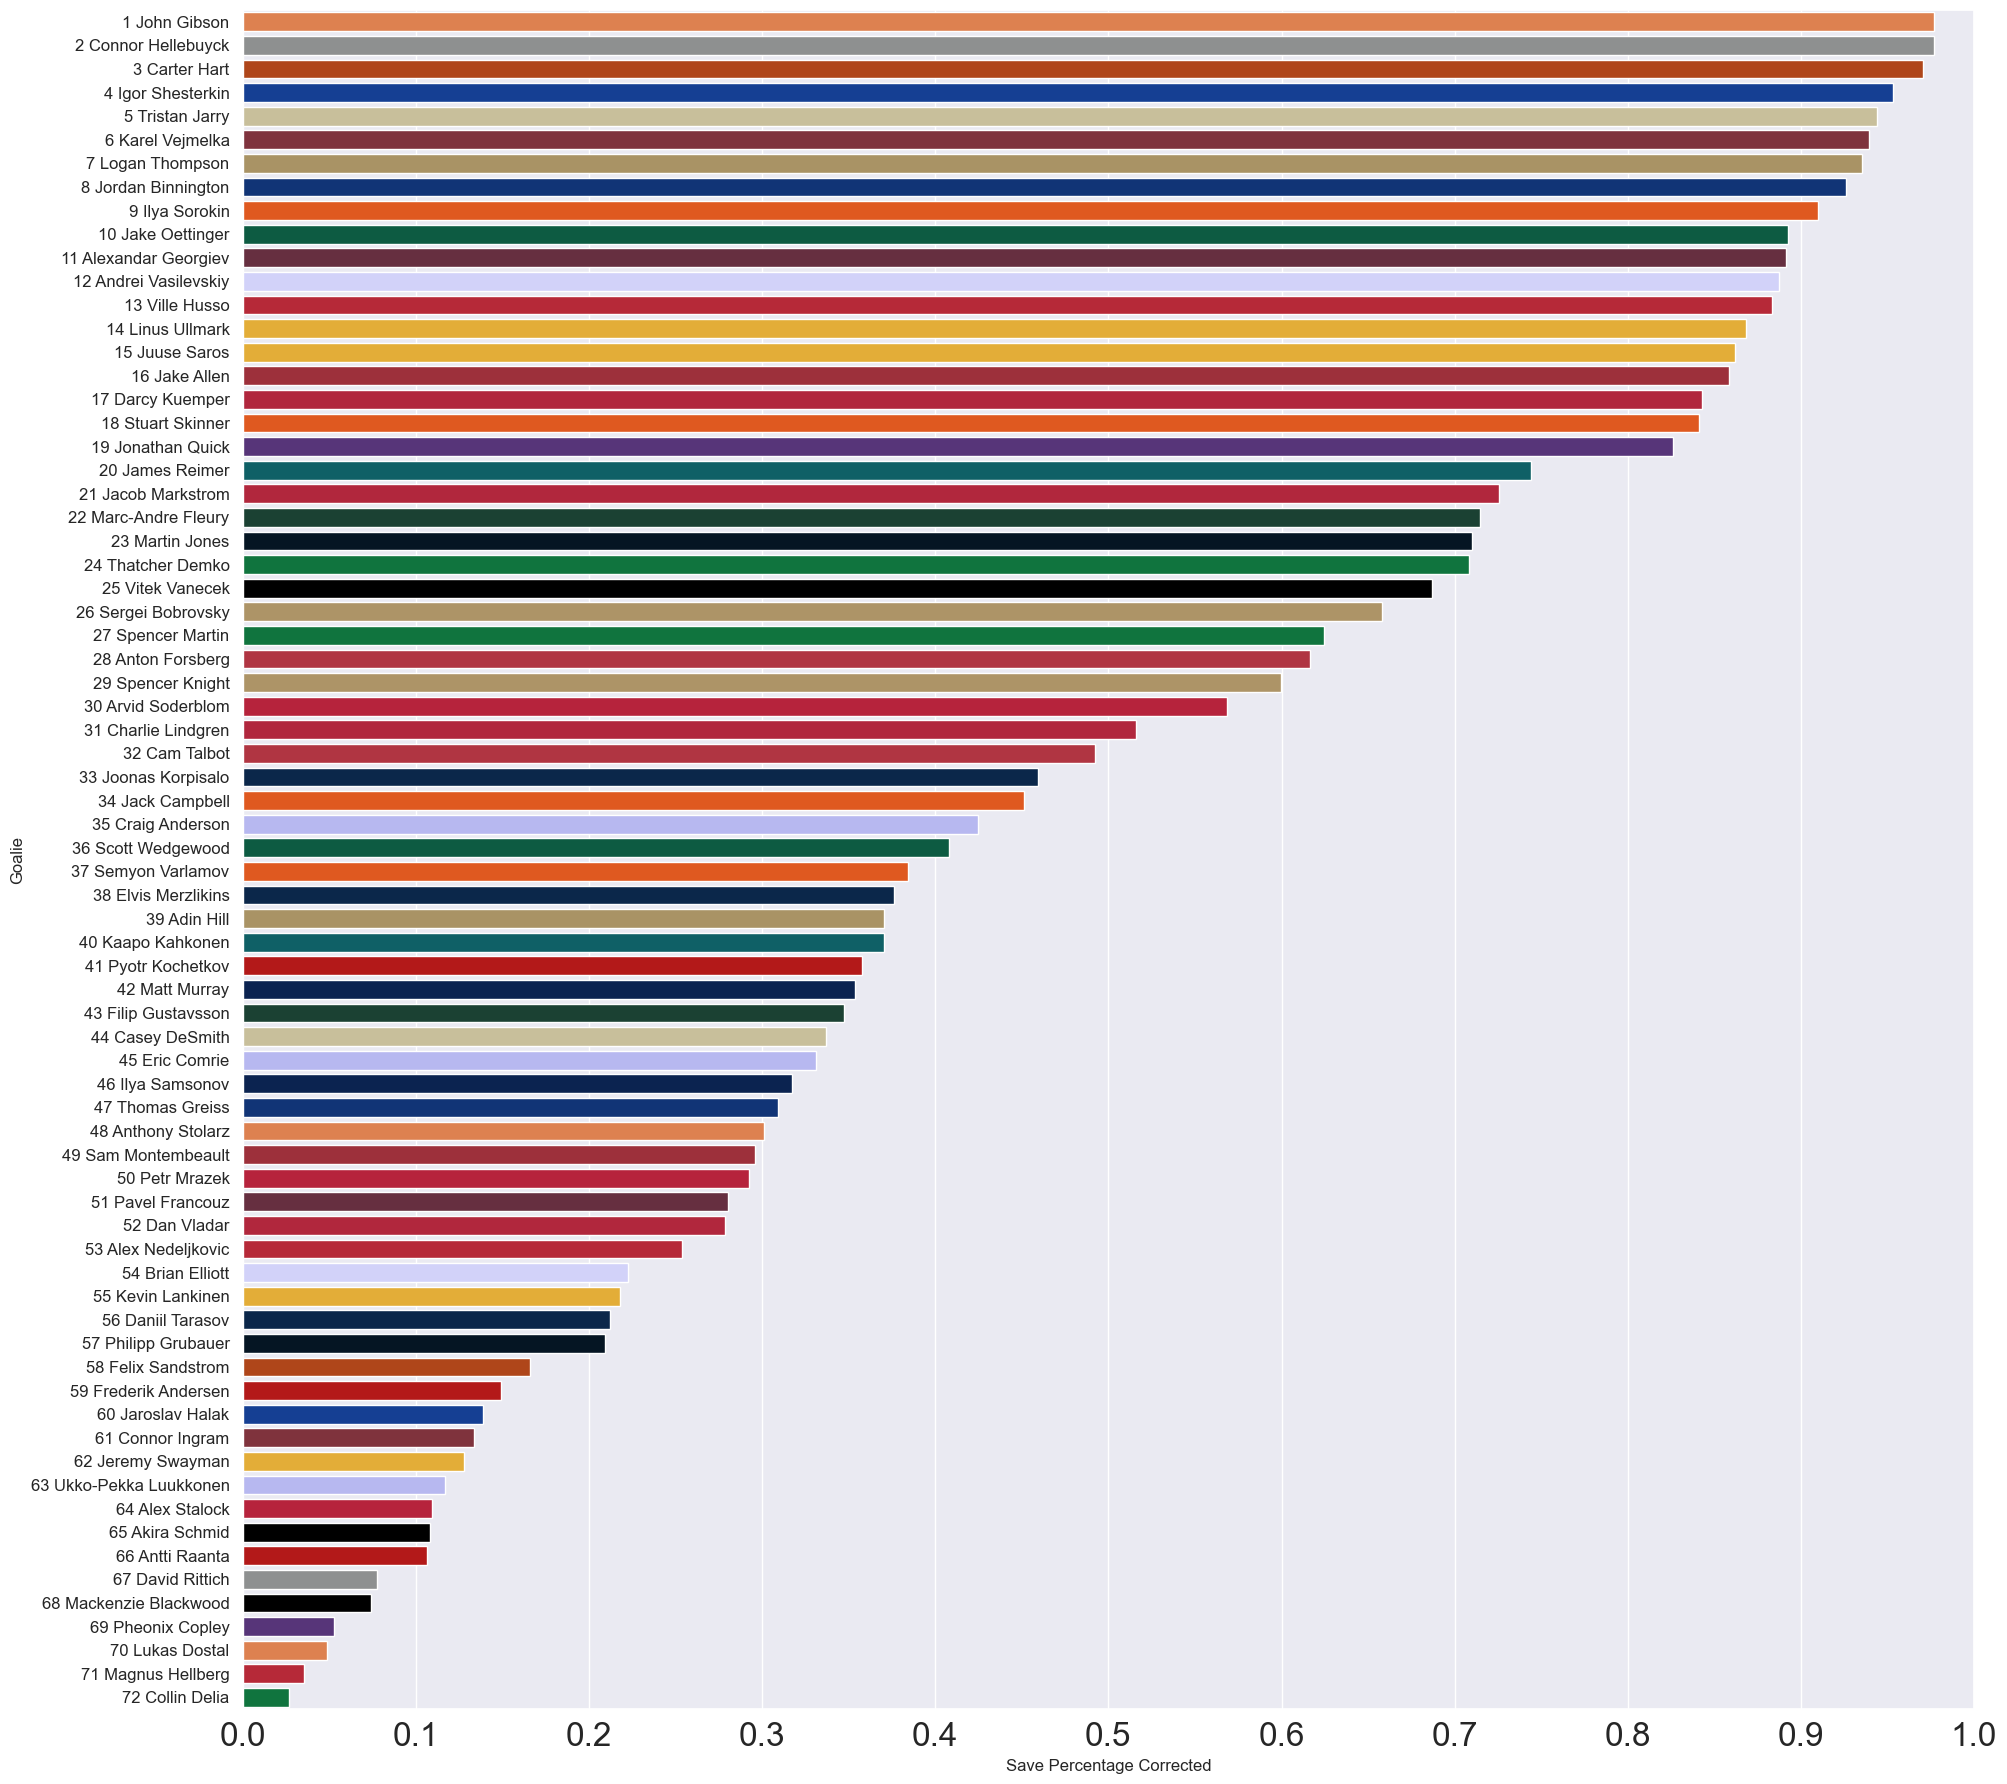 1 John Gibson
2 Connor Hellebuyck
3 Carter Hart
4 Igor Shesterkin
5 Tristan Jarry
6 Karel Vejmelka
7 Logan Thompson
8 Jordan Binnington
9 Ilya Sorokin
10 Jake Oettinger
11 Alexandar Georgiev
12 Andrei Vasilevskiy
13 Ville Husso
14 Linus Ullmark
15 Juuse Saros
16 Jake Allen
17 Darcy Kuemper
18 Stuart Skinner
19 Jonathan Quick
20 James Reimer
21 Jacob Markstrom
22 Marc-Andre Fleury
23 Martin Jones
24 Thatcher Demko
25 Vitek Vanecek
26 Sergei Bobrovsky
27 Spencer Martin
28 Anton Forsberg
29 Spencer Knight
30 Arvid Soderblom
31 Charlie Lindgren
32 Cam Talbot
33 Joonas Korpisalo
34 Jack Campbell
35 Craig Anderson
36 Scott Wedgewood
37 Semyon Varlamov
38 Elvis Merzlikins
39 Adin Hill
40 Kaapo Kahkonen
41 Pyotr Kochetkov
42 Matt Murray
43 Filip Gustavsson
44 Casey DeSmith
45 Eric Comrie
46 Ilya Samsonov
47 Thomas Greiss
48 Anthony Stolarz
49 Sam Montembeault
50 Petr Mrazek
51 Pavel Francouz
52 Dan Vladar
53 Alex Nedeljkovic
54 Brian Elliott
55 Kevin Lankinen
56 Daniil Tarasov
57 Philipp Grubauer
58 Felix Sandstrom
59 Frederik Andersen
60 Jaroslav Halak
61 Connor Ingram
62 Jeremy Swayman
63 Ukko-Pekka Luukkonen
64 Alex Stalock
65 Akira Schmid
66 Antti Raanta
67 David Rittich
68 Mackenzie Blackwood
69 Pheonix Copley
70 Lukas Dostal
71 Magnus Hellberg
72 Collin Delia
Goalie
0.0 0.1 0.2 0.3 0.4 0.5 0.6 0.7 0.8 0.9 1.0
Save Percentage Corrected